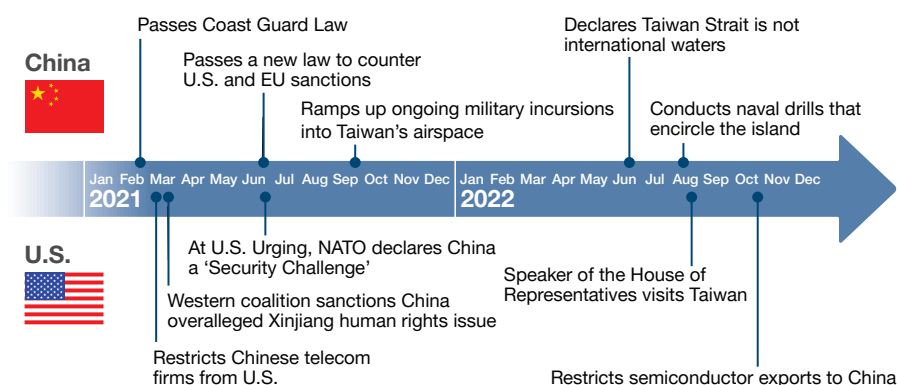 Passes Coast Guard Law
Declares Taiwan Strait is not
international waters
China
Passes a new law to counter
U.S. and EU sanctions
Ramps up ongoing military incursions
into Taiwan's airspace
Conducts naval drills that
encircle the island
Jan Feb Mar Apr May Jun Jul Aug Sep Oct Nov Dec Jan Feb Mar Apr May Jun Jul Aug Sep Oct Nov Dec
2021 2022
U.S.
At U.S. Urging, NATO declares China
a ‘Security Challenge’
Speaker of the House of
Representatives visits Taiwan
Western coalition sanctions China
overalleged Xinjiang human rights issue
Restricts Chinese telecom
firms from U.S.
Restricts semiconductor exports to China